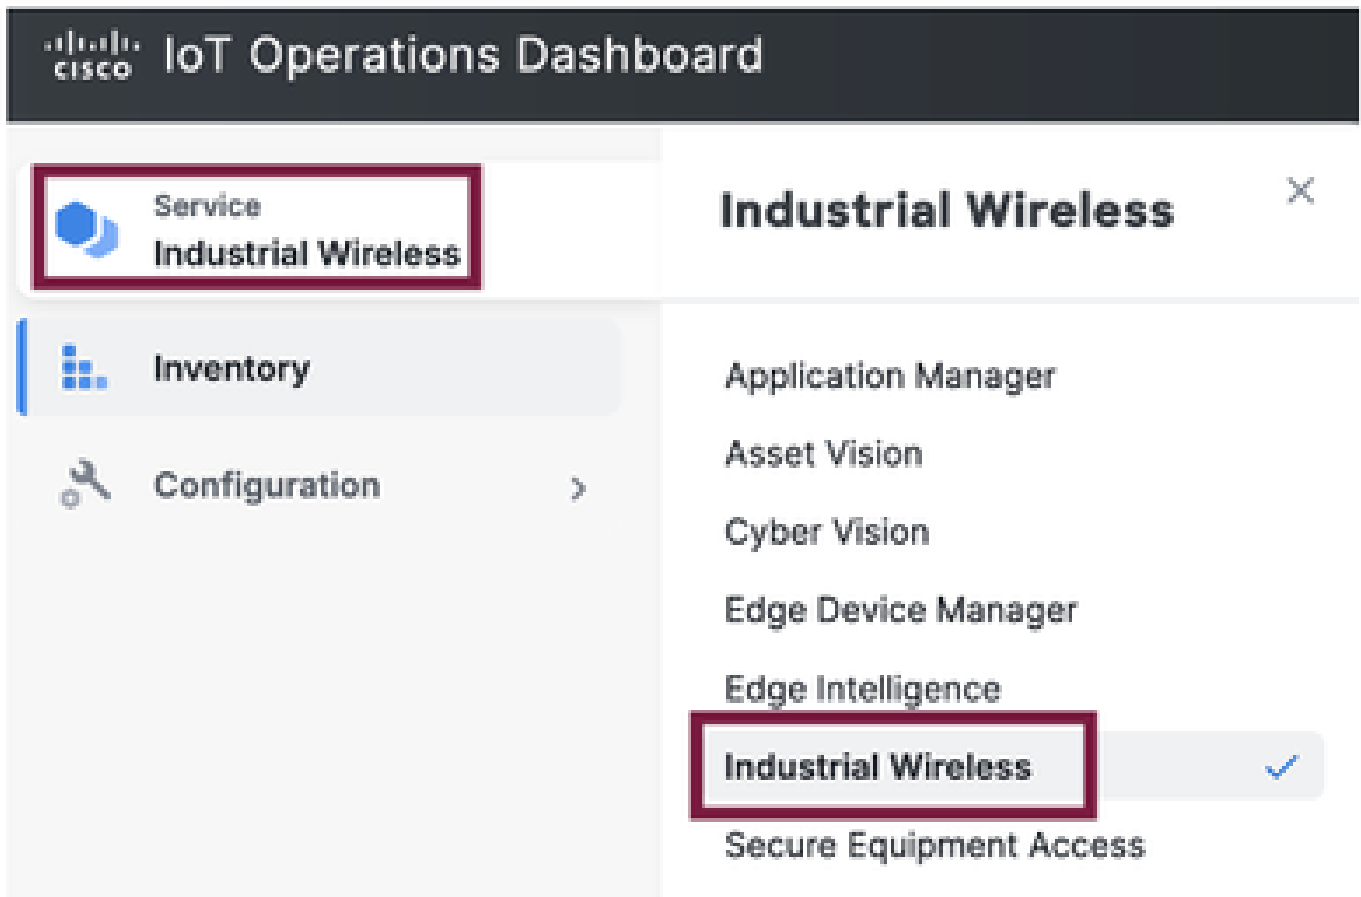 cisco IoT Operations Dashboard
Service
Industrial Wireless
Inventory
Configuration
Industrial Wireless
Application Manager
Asset Vision
Cyber Vision
Edge Device Manager
Edge Intelligence
Industrial Wireless
Secure Equipment Access